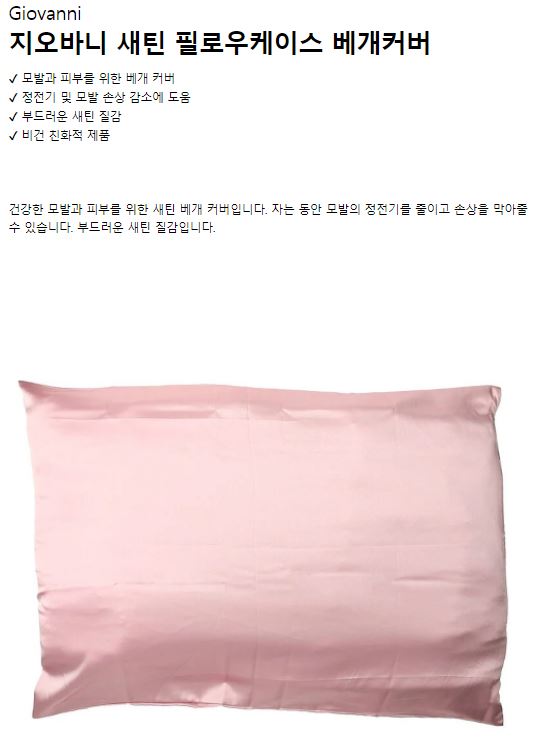 Giovanni
지오바니 새틴 필로우케이스 베개커버
✓ 모발과 피부를 위한 베개 커버
✓ 정전기 및 모발 손상 감소에 도움
✓ 부드러운 새틴 질감
✓ 비건 친화적 제품
건강한 모발과 피부를 위한 새틴 베개 커버입니다. 자는 동안 모발의 정전기를 줄이고 손상을 막아줄
수 있습니다. 부드러운 새틴 질감입니다.